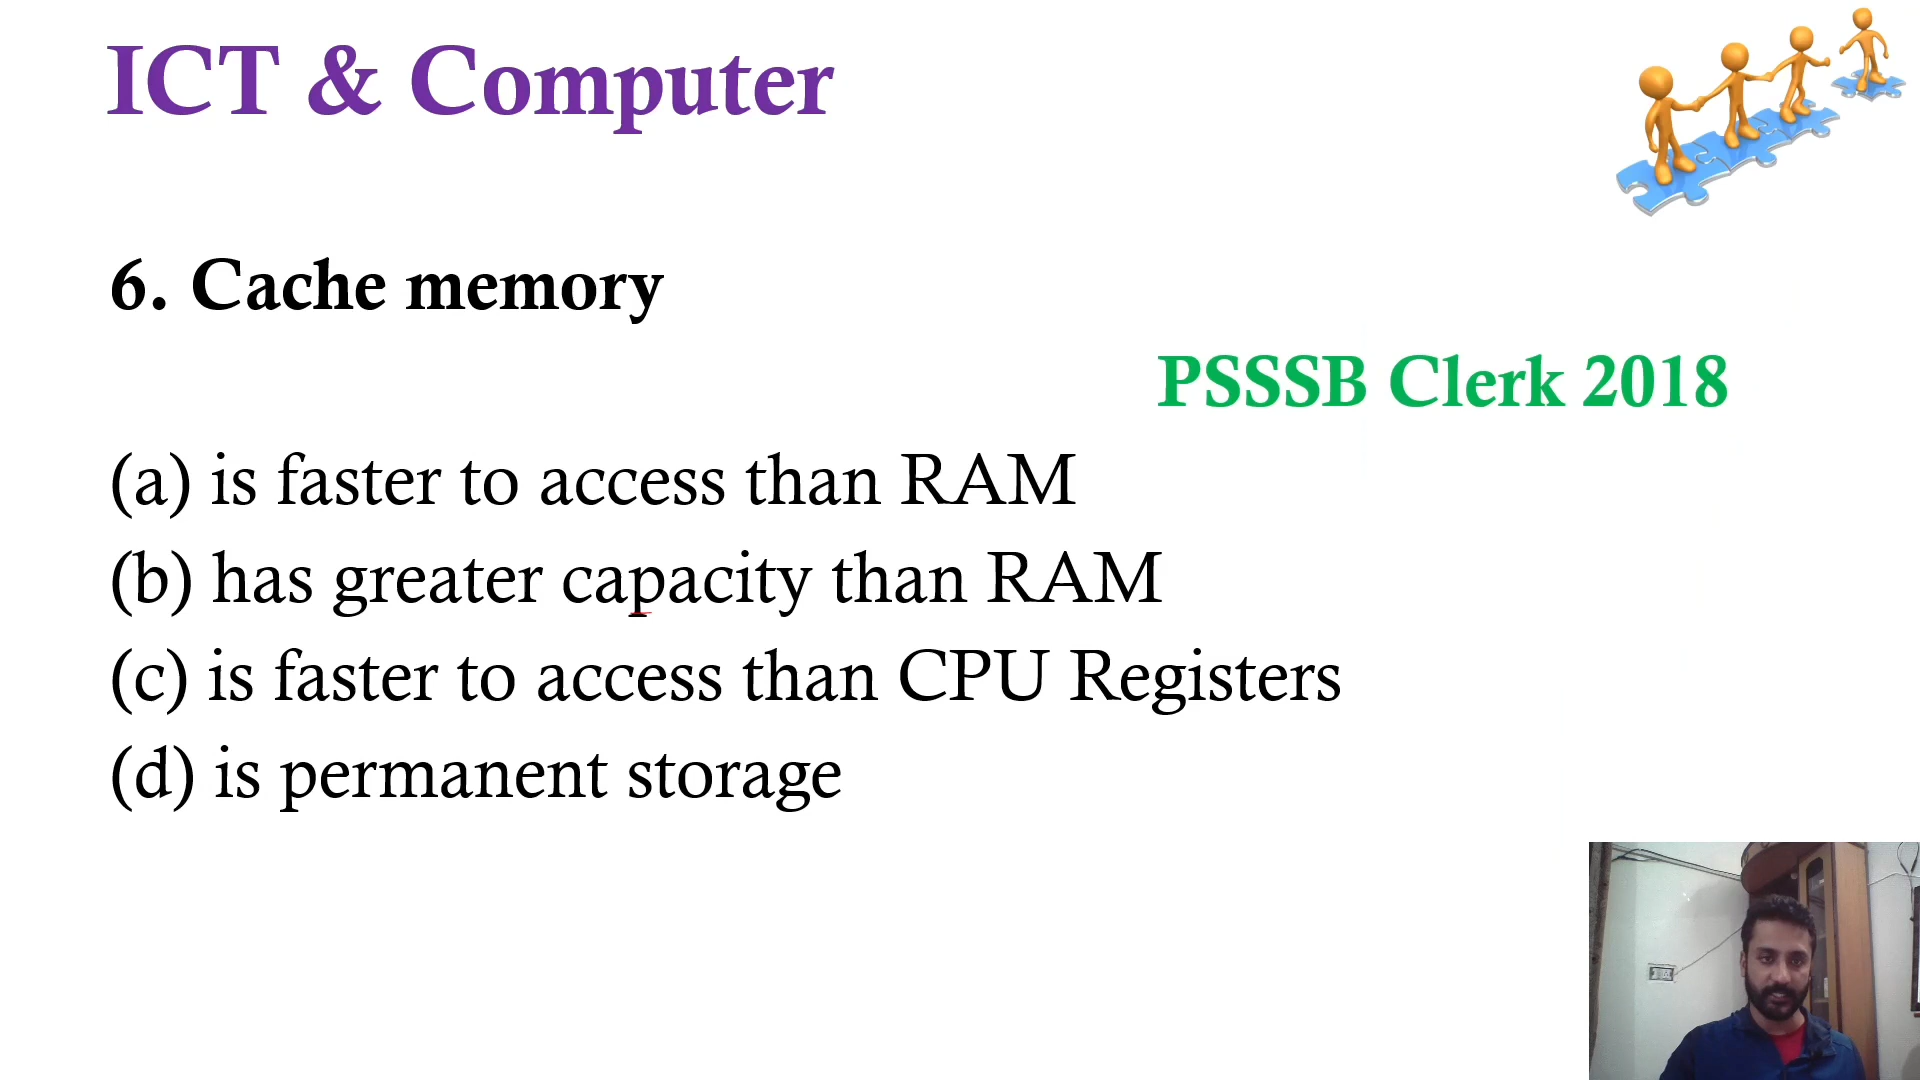 ICT & Computer
6. Cache memory
PSSSB Clerk 2018
(a) is faster to access than RAM
(b) has greater capacity than RAM
(c) is faster to access than CPU Registers
(d) is permanent storage